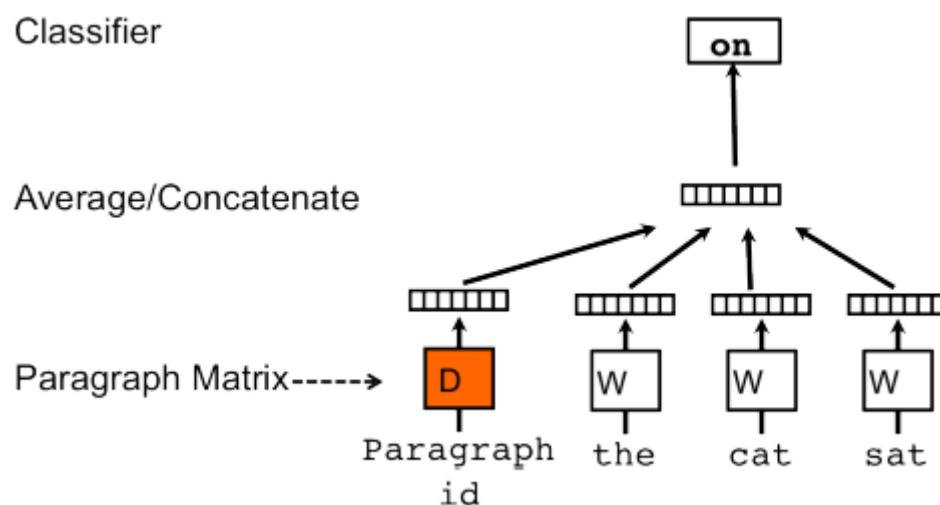 Classifier
on
Average/Concatenate
Paragraph Matrix
D
W
W
W
Paragraph
id
the
cat
sat